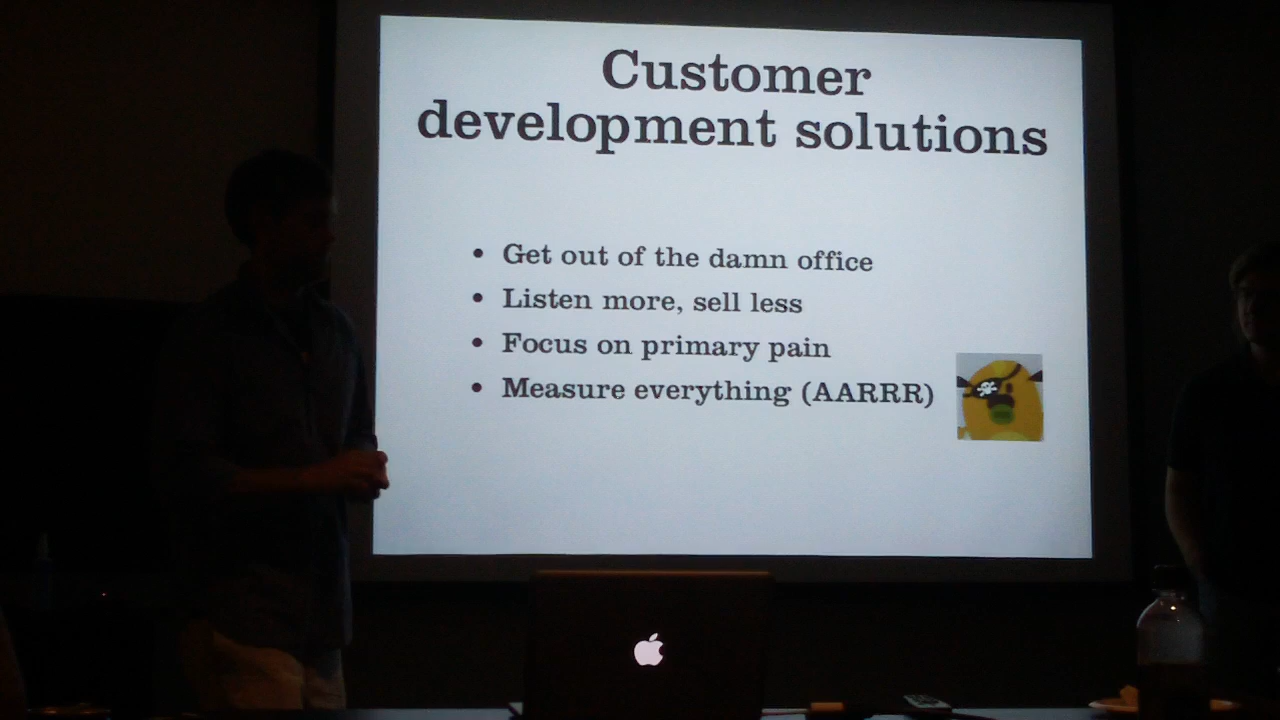 Customer
development solutions
• Get out of the damn office
• Listen more, sell less
• Focus on primary pain
• Measure everything (AARRR)